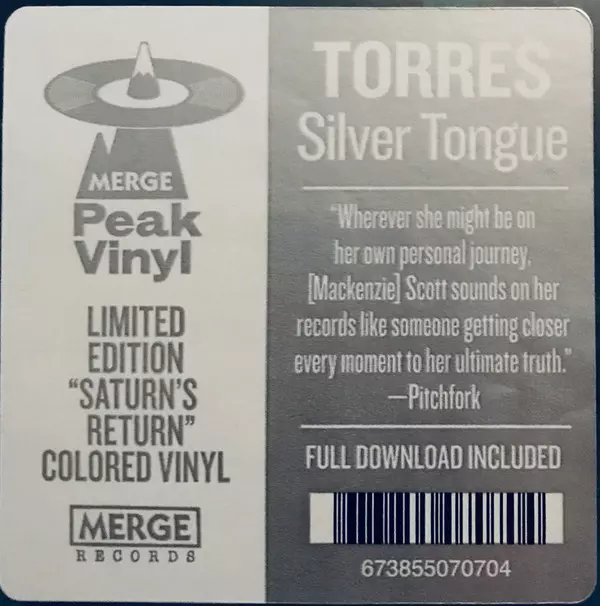 MERGE
Peak
Vinyl
LIMITED
EDITION
“SATURN’S
RETURN”
COLORED VINYL
MERGE
RECORDS
TORRES
Silver Tongue
“Wherever she might be on
her own personal journey,
[Mackenzie] Scott sounds on her
records like someone getting closer
every moment to her ultimate truth.”
—Pitchfork
FULL DOWNLOAD INCLUDED
673855070704